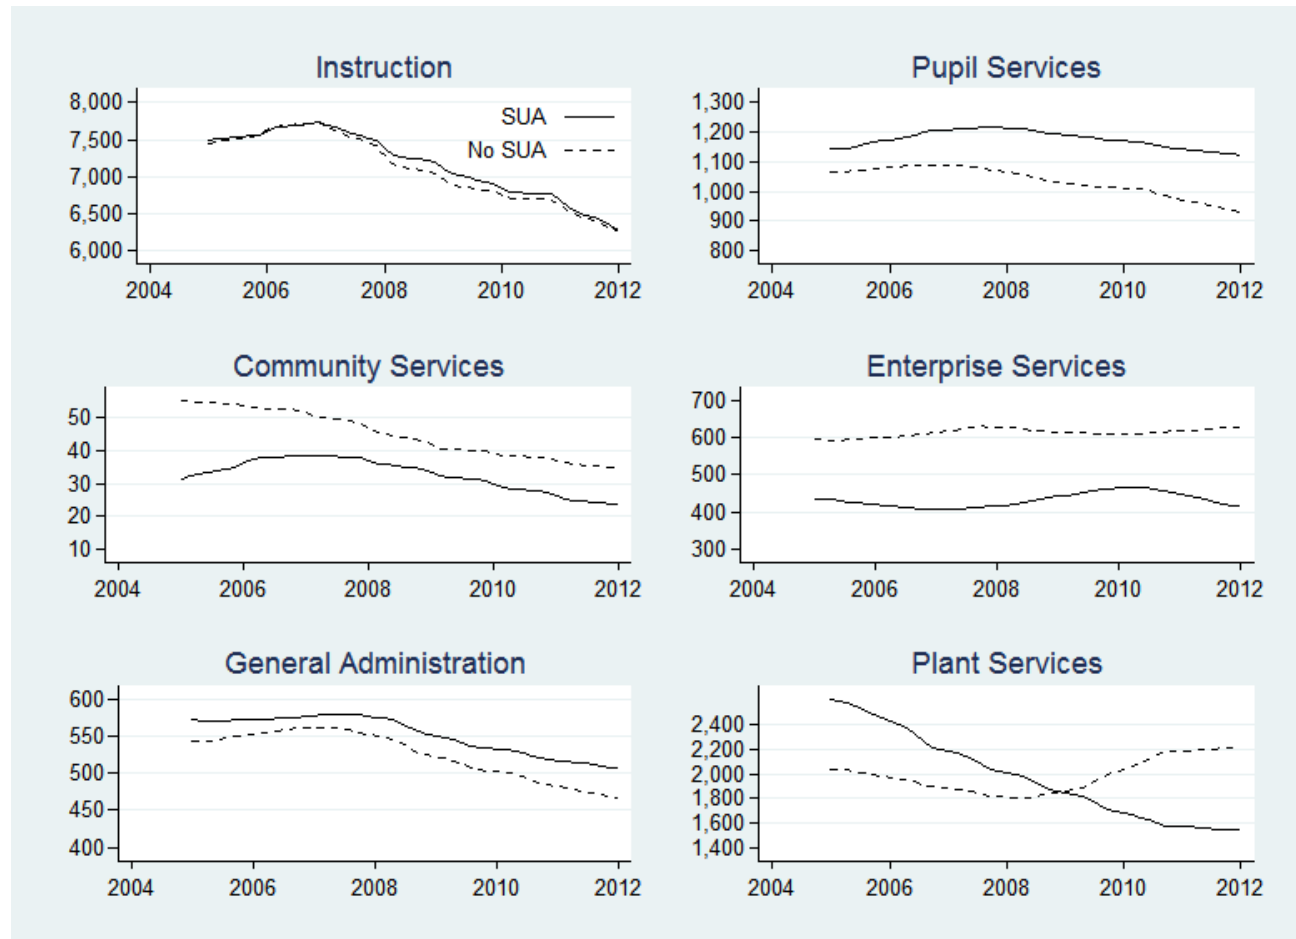 Instruction
8,000
7,500
7,000
6,500
6,000
SUA
No SUA
2004 2006 2008 2010 2012
Pupil Services
1,300
1,200
1,100
1,000
900
800
2004 2006 2008 2010 2012
Community Services
50
40
30
20
10
2004 2006 2008 2010 2012
Enterprise Services
700
600
500
400
300
2004 2006 2008 2010 2012
General Administration
600
550
500
450
400
2004 2006 2008 2010 2012
Plant Services
2,400
2,200
2,000
1,800
1,600
1,400
2004 2006 2008 2010 2012